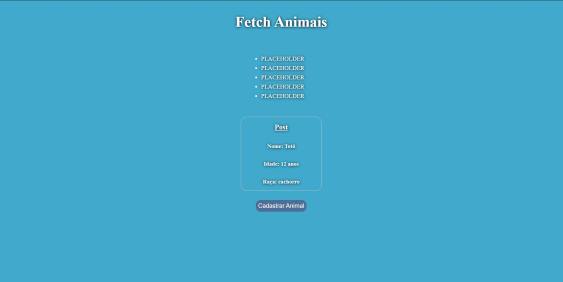 Fetch Animais
PLACEHOLDER
PLACEHOLDER
PLACEHOLDER
PLACEHOLDER
PLACEHOLDER
Post
Nome: Totó
Idade: 12 anos
Raça: cachorro
Cadastrar Animal